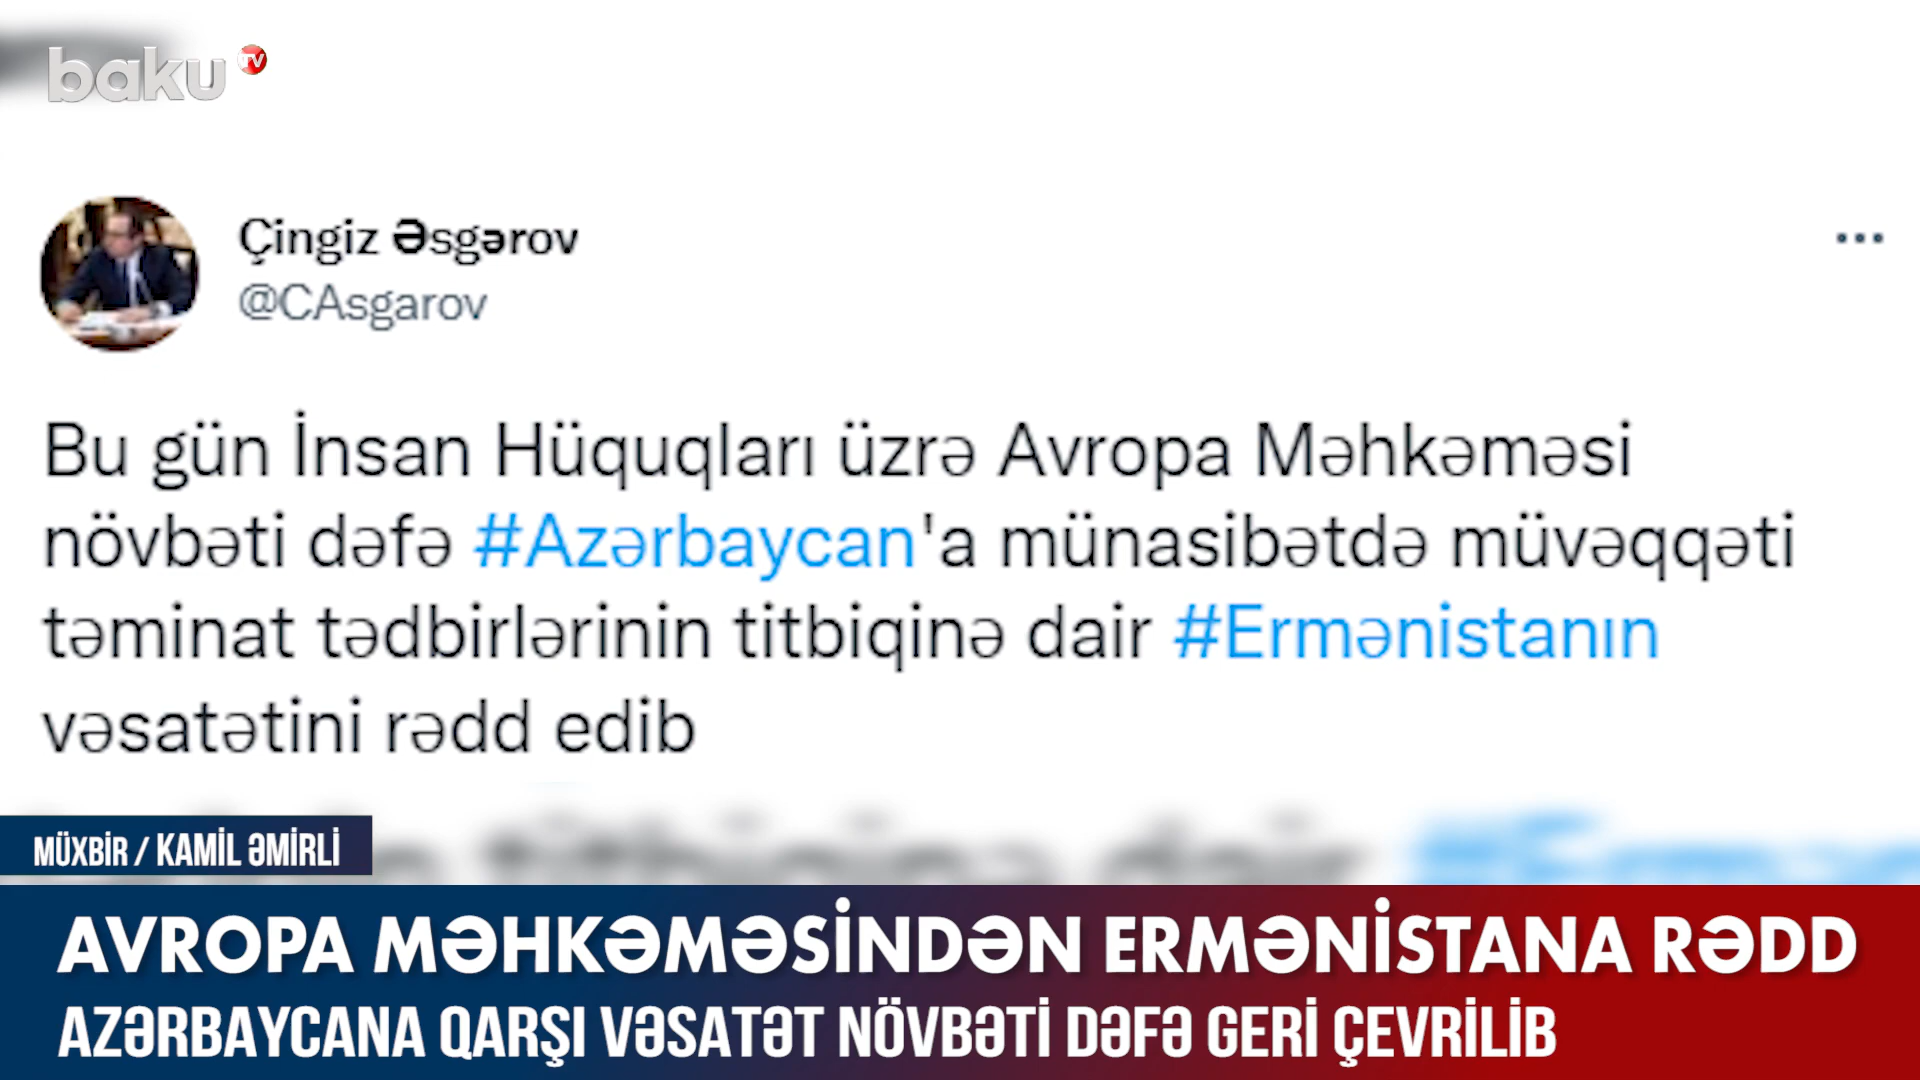 baku TV
Çingiz Əsgərov
@CAsgarov
Bu gün İnsan Hüquqları üzrə Avropa Məhkəməsi
növbəti dəfə #Azərbaycan'a münasibətdə müvəqqəti
təminat tədbirlərinin titbiqinə dair #Ermənistanın
vəsatətini rədd edib
MÜXBİR / KAMİL ƏMİRLİ
AVROPA MƏHKƏMƏSİNDƏN ERMƏNİSTANA RƏDD
AZƏRBAYCANA QARŞI VƏSATƏT NÖVBƏTİ DƏFƏ GERİ ÇEVRİLİB